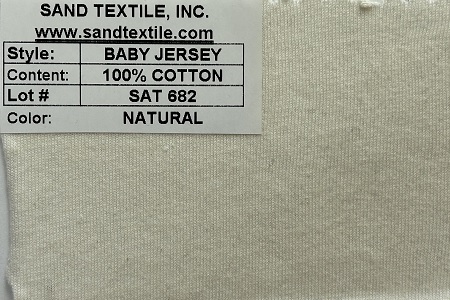 SAND TEXTILE, INC.
www.sandtextile.com
Style: BABY JERSEY
Content: 100% COTTON
Lot # SAT 682
Color: NATURAL